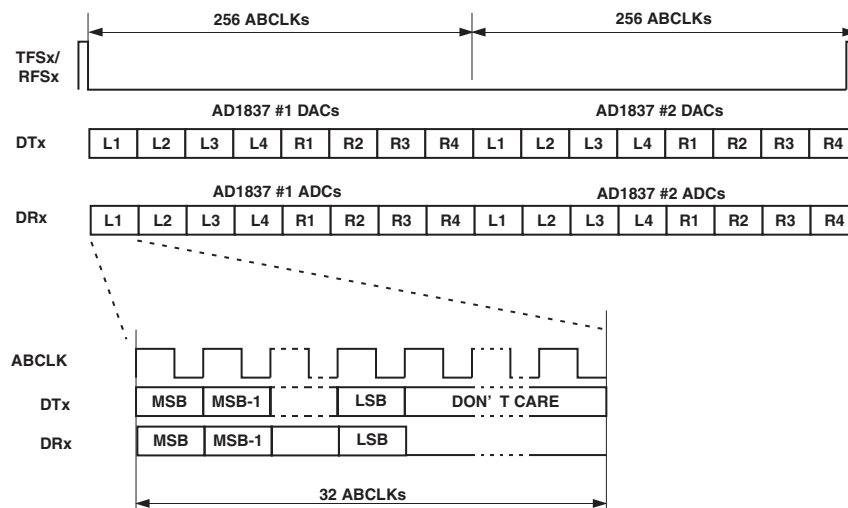 256 ABCLKs 256 ABCLKs
TFSx/
RFSx
AD1837 #1 DACs AD1837 #2 DACs
DTx L1 L2 L3 L4 R1 R2 R3 R4 L1 L2 L3 L4 R1 R2 R3 R4
AD1837 #1 ADCs AD1837 #2 ADCs
DRx L1 L2 L3 L4 R1 R2 R3 R4 L1 L2 L3 L4 R1 R2 R3 R4
ABCLK
DTx MSB MSB-1 LSB DON' T CARE
DRx MSB MSB-1 LSB
32 ABCLKs